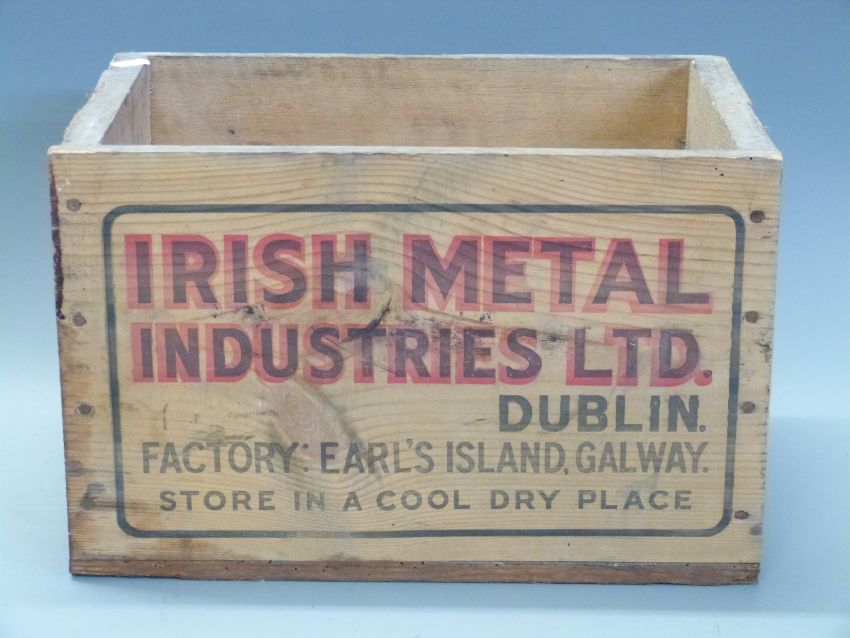 IRISH METAL
INDUSTRIES LTD.
DUBLIN.
FACTORY: EARL'S ISLAND, GALWAY.
STORE IN A COOL DRY PLACE